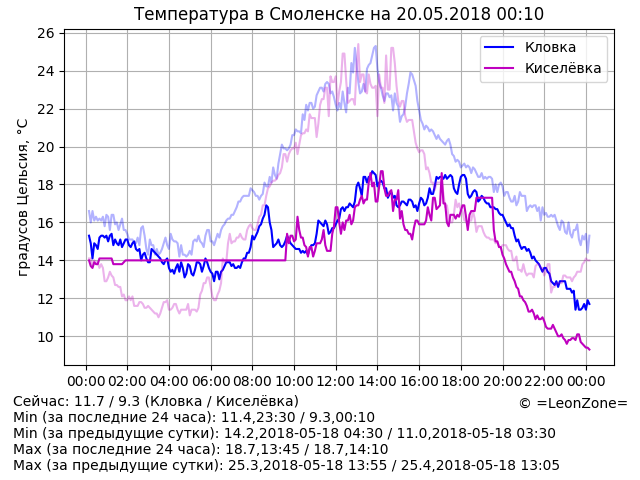 Температура в Смоленске на 20.05.2018 00:10
Кловка
Киселёвка
градусов Цельсия, °C
26
24
22
20
18
16
14
12
10
00:00 02:00 04:00 06:00 08:00 10:00 12:00 14:00 16:00 18:00 20:00 22:00 00:00
Сейчас: 11.7 / 9.3 (Кловка / Киселёвка)
© =LeonZone=
Min (за последние 24 часа): 11.4,23:30 / 9.3,00:10
Min (за предыдущие сутки): 14.2,2018-05-18 04:30 / 11.0,2018-05-18 03:30
Max (за последние 24 часа): 18.7,13:45 / 18.7,14:10
Max (за предыдущие сутки): 25.3,2018-05-18 13:55 / 25.4,2018-05-18 13:05